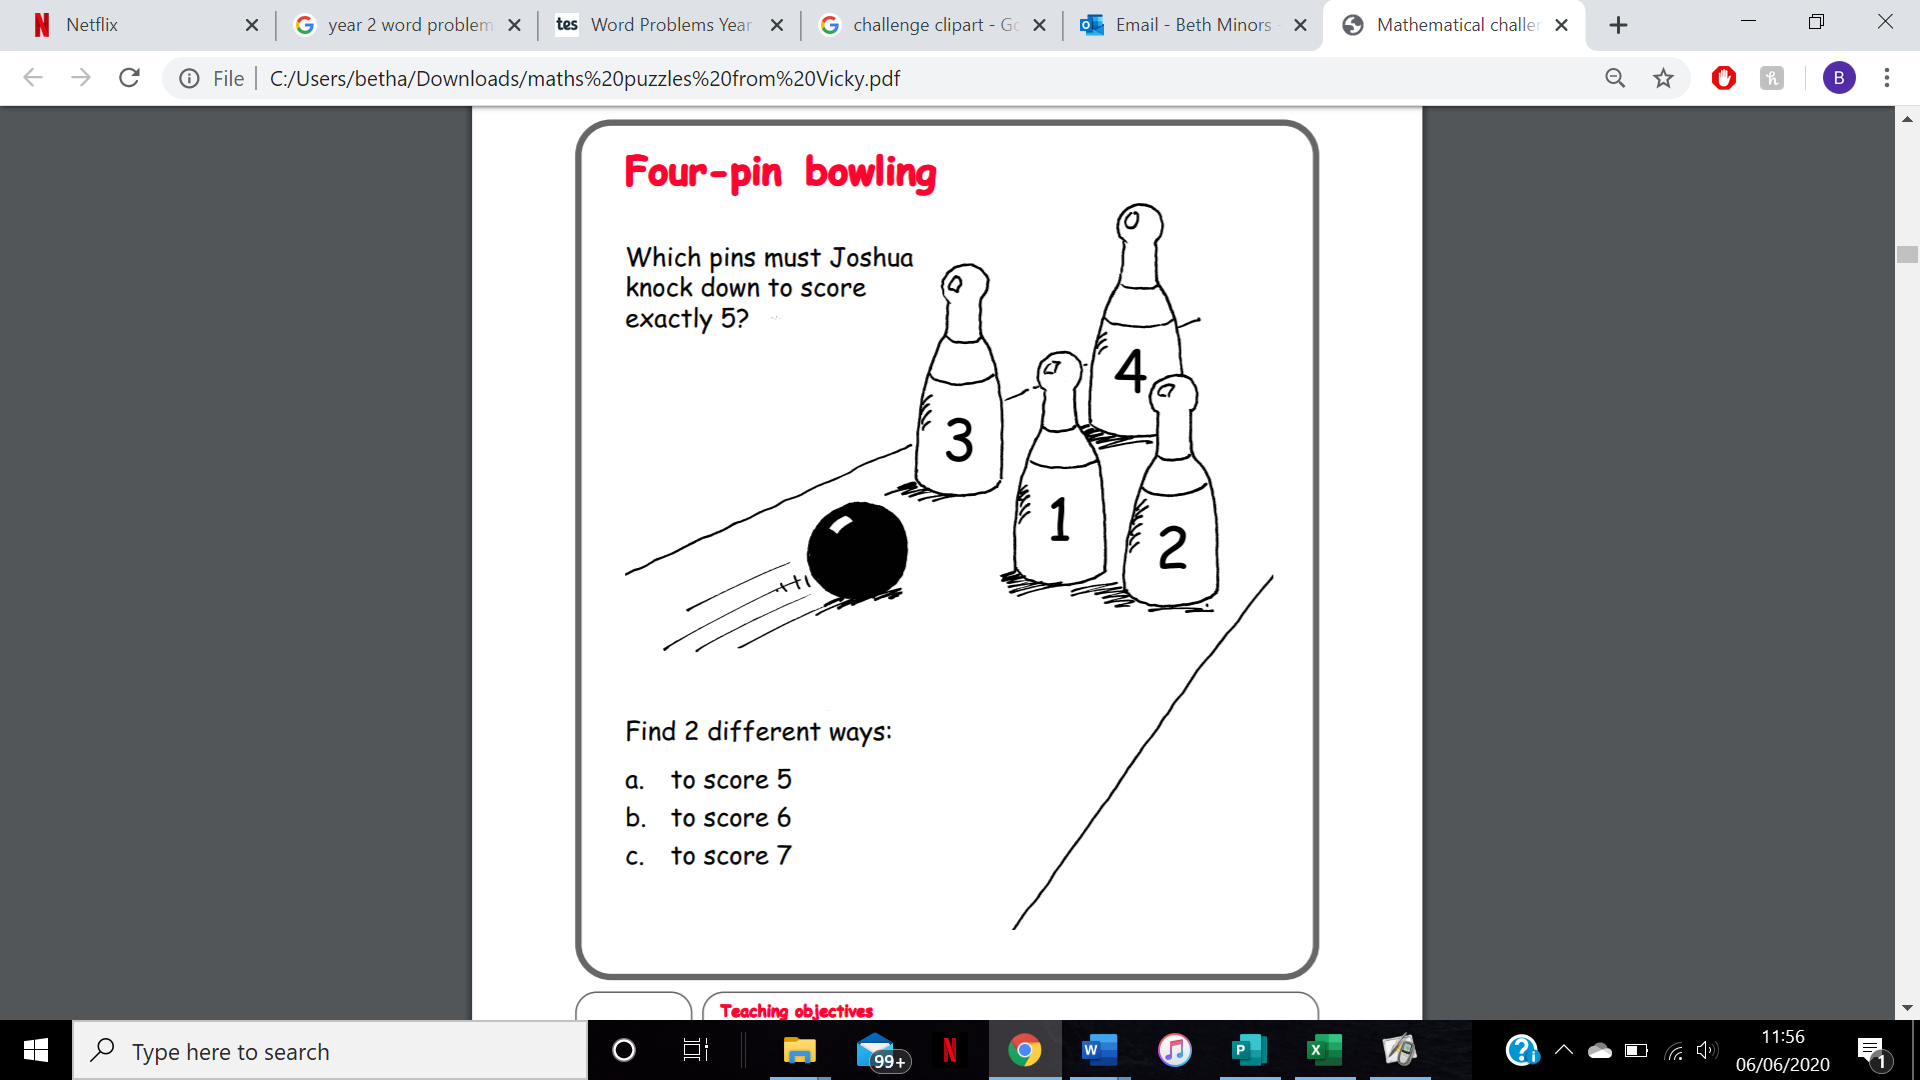 Netflix
year 2 word problem
tes Word Problems Year
challenge clipart - Go
Email - Beth Minors -
Mathematical challen
File C:/Users/betha/Downloads/maths%20puzzles%20from%20Vicky.pdf
B
Four-pin bowling
Which pins must Joshua
knock down to score
exactly 5?
4
3
1
2
Find 2 different ways:
a. to score 5
b. to score 6
c. to score 7
Teaching objectives
Type here to search
99+
11:56
06/06/2020
1